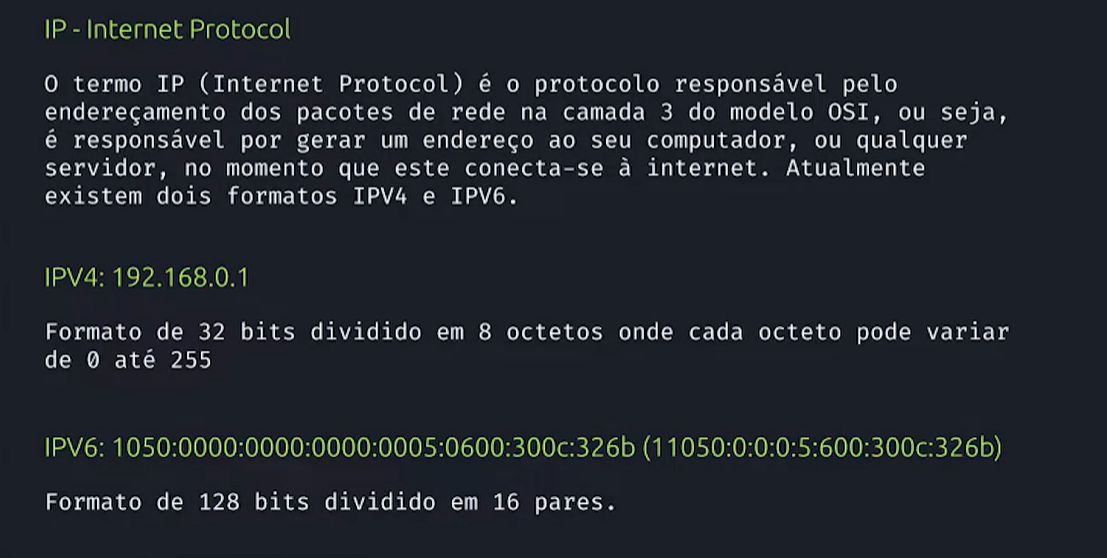 IP - Internet Protocol
O termo IP (Internet Protocol) é o protocolo responsável pelo
endereçamento dos pacotes de rede na camada 3 do modelo OSI, ou seja,
é responsável por gerar um endereço ao seu computador, ou qualquer
servidor, no momento que este conecta-se à internet. Atualmente
existem dois formatos IPV4 e IPV6.
IPV4: 192.168.0.1
Formato de 32 bits dividido em 8 octetos onde cada octeto pode variar
de 0 até 255
IPV6: 1050:0000:0000:0000:0005:0600:300c:326b (11050:0:0:0:5:600:300c:326b)
Formato de 128 bits dividido em 16 pares.